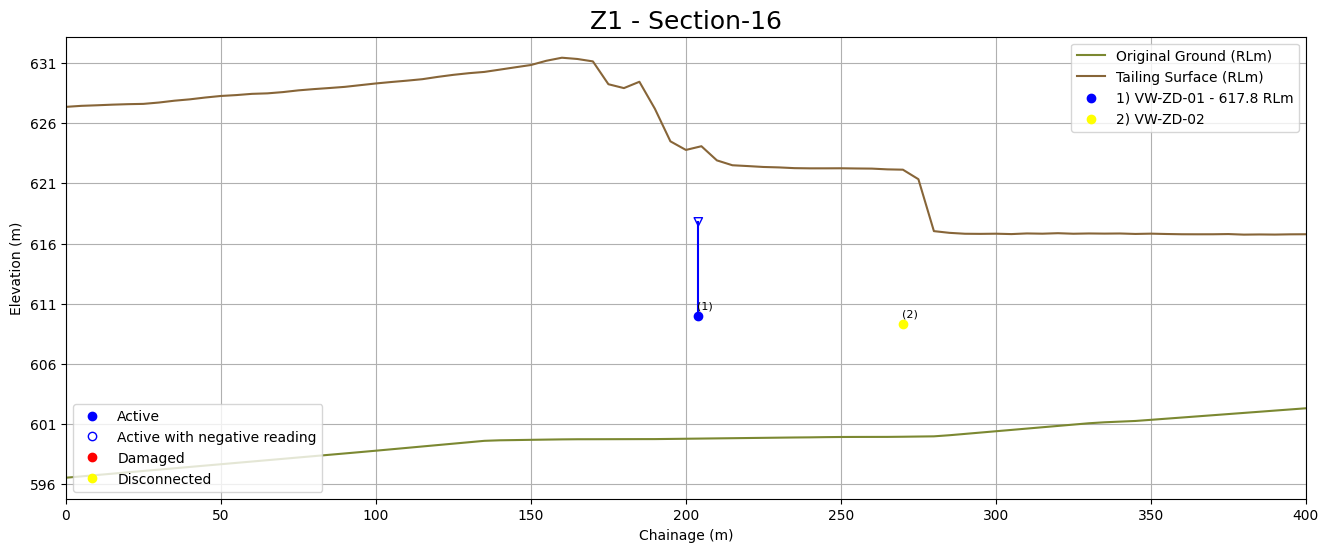 Z1 - Section-16
Elevation (m)
631
626
621
616
611
606
601
596
Original Ground (RLm)
Tailing Surface (RLm)
1) VW-ZD-01 - 617.8 RLm
2) VW-ZD-02
(1)
(2)
Active
Active with negative reading
Damaged
Disconnected
0 50 100 150 200 250 300 350 400
Chainage (m)